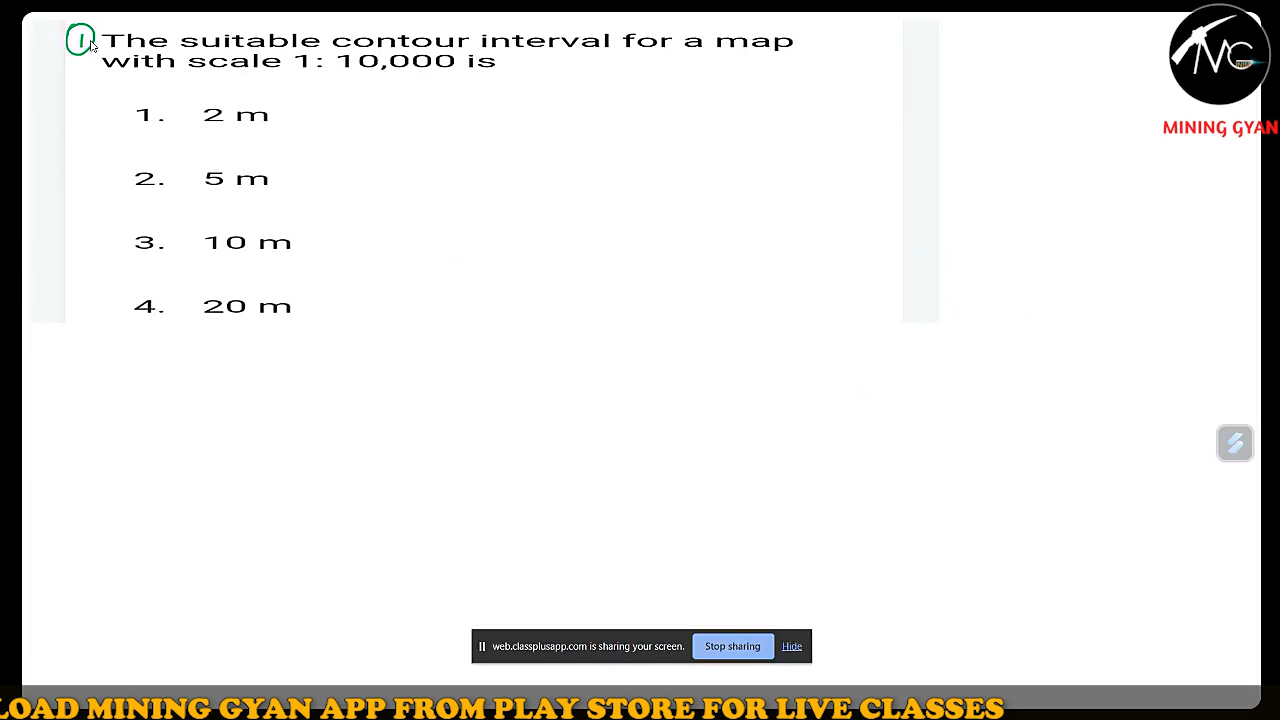 1 The suitable contour interval for a map
with scale 1: 10,000 is
1. 2 m
2. 5 m
3. 10 m
4. 20 m
MG
MINING GYAN
web.classplusapp.com is sharing your screen. Stop sharing Hide
LOAD MINING GYAN APP FROM PLAY STORE FOR LIVE CLASSES